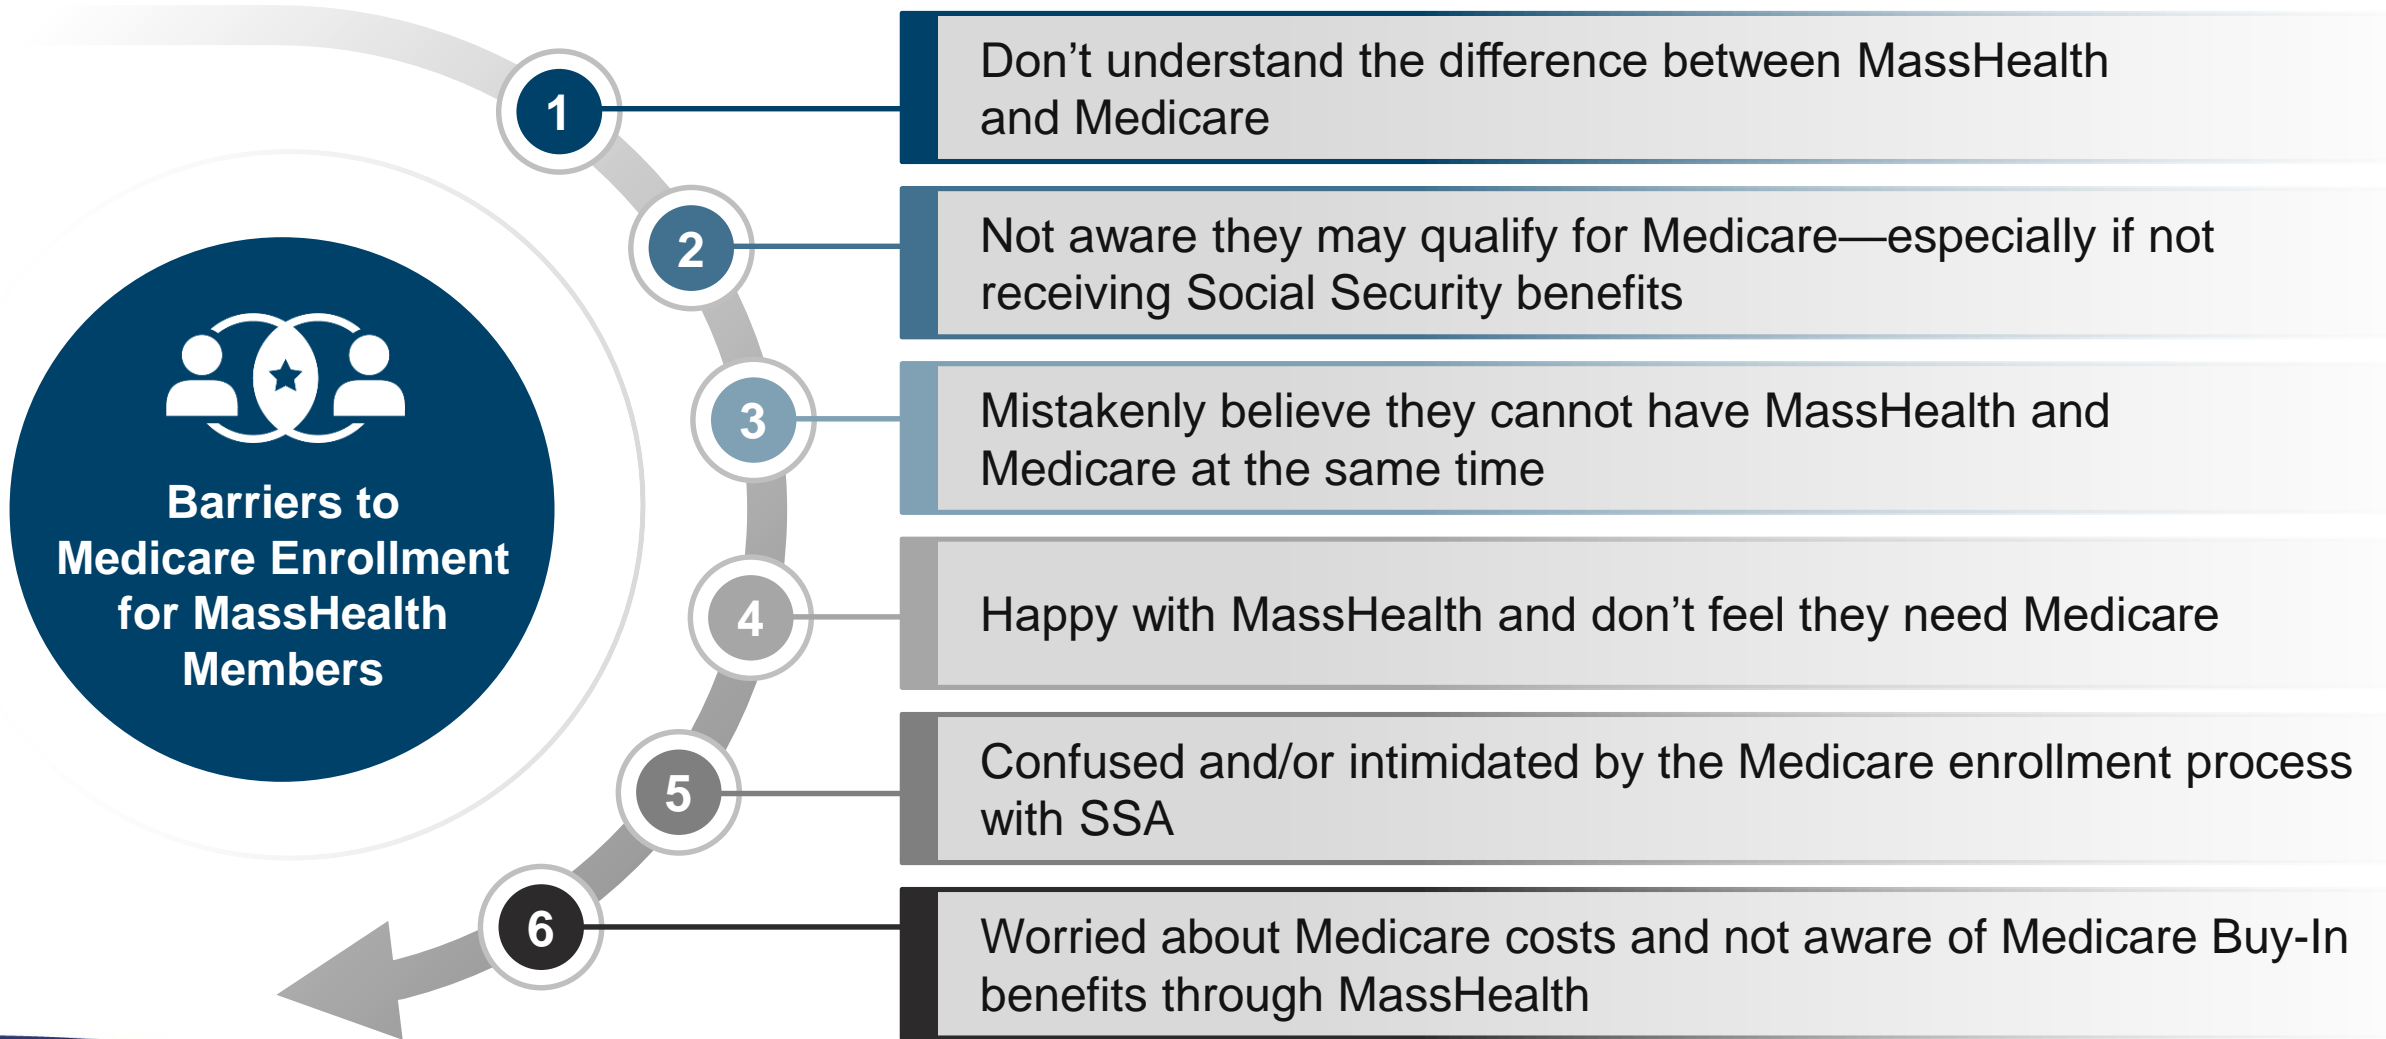 Barriers to
Medicare Enrollment
for MassHealth
Members
1
Don’t understand the difference between MassHealth
and Medicare
2
Not aware they may qualify for Medicare—especially if not
receiving Social Security benefits
3
Mistakenly believe they cannot have MassHealth and
Medicare at the same time
4
Happy with MassHealth and don’t feel they need Medicare
5
Confused and/or intimidated by the Medicare enrollment process
with SSA
6
Worried about Medicare costs and not aware of Medicare Buy-In
benefits through MassHealth